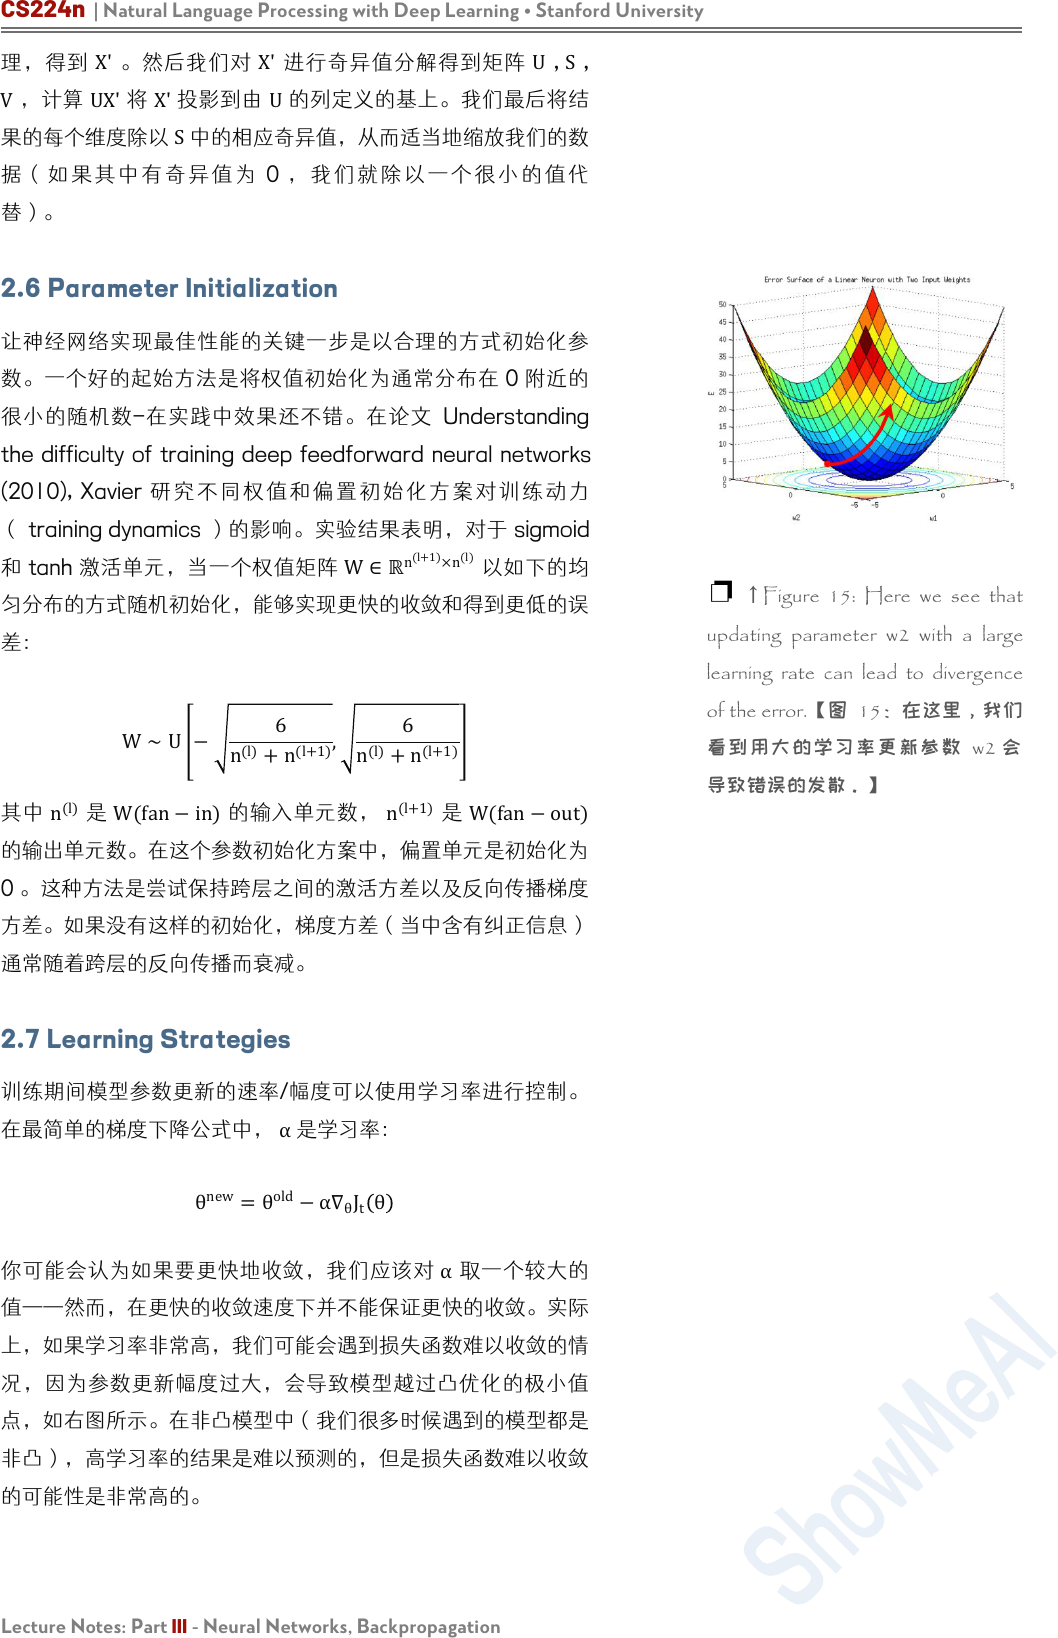 CS224n | Natural Language Processing with Deep Learning • Stanford University
理，得到 X' 。然后我们对 X' 进行奇异值分解得到矩阵 U , S ,
V ，计算 UX' 将 X' 投影到由 U 的列定义的基上。我们最后将结
果的每个维度除以 S 中的相应奇异值，从而适当地缩放我们的数
据（如果其中有奇异值为 0 ，我们就除以一个很小的值代
替）。
2.6 Parameter Initialization
让神经网络实现最佳性能的关键一步是以合理的方式初始化参
数。一个好的起始方法是将权值初始化为通常分布在 0 附近的
很小的随机数-在实践中效果还不错。在论文 Understanding
the difficulty of training deep feedforward neural networks
(2010), Xavier 研究不同权值和偏置初始化方案对训练动力
（ training dynamics ）的影响。实验结果表明，对于 sigmoid
和 tanh 激活单元，当一个权值矩阵 W ∈ ℝ^{n^{(l+1)}×n^{(l)}} 以如下的均
匀分布的方式随机初始化，能够实现更快的收敛和得到更低的误
差：
W ~ U [ − √(6 / (n^{(l)} + n^{(l+1)})), √(6 / (n^{(l)} + n^{(l+1)})) ]
其中 n^{(l)} 是 W(fan − in) 的输入单元数， n^{(l+1)} 是 W(fan − out)
的输出单元数。在这个参数初始化方案中，偏置单元是初始化为
0 。这种方法是尝试保持跨层之间的激活方差以及反向传播梯度
方差。如果没有这样的初始化，梯度方差（当中含有纠正信息）
通常随着跨层的反向传播而衰减。
2.7 Learning Strategies
训练期间模型参数更新的速率/幅度可以使用学习率进行控制。
在最简单的梯度下降公式中， α 是学习率：
θ^{new} = θ^{old} − α∇_θJ_t(θ)
你可能会认为如果要更快地收敛，我们应该对 α 取一个较大的
值——然而，在更快的收敛速度下并不能保证更快的收敛。实际
上，如果学习率非常高，我们可能会遇到损失函数难以收敛的情
况，因为参数更新幅度过大，会导致模型越过凸优化的极小值
点，如右图所示。在非凸模型中（我们很多时候遇到的模型都是
非凸），高学习率的结果是难以预测的，但是损失函数难以收敛
的可能性是非常高的。
Error Surface of a Linear Neuron with Two Input Weights
50
45
40
35
30
25
20
15
10
5
0
E
5
0
-5
-5
0
5
w2
w1
❒ ↑Figure 15: Here we see that
updating parameter w2 with a large
learning rate can lead to divergence
of the error.【图 15：在这里，我们
看到用大的学习率更新参数 w2 会
导致错误的发散．】
ShowMeAI
Lecture Notes: Part III - Neural Networks, Backpropagation